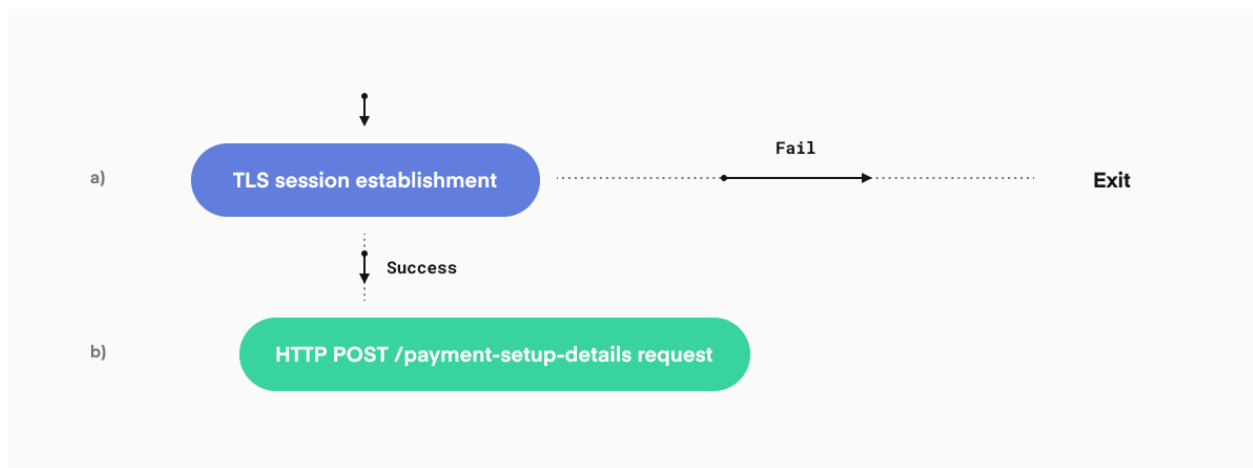 Fail
a)
TLS session establishment
Exit
Success
b)
HTTP POST /payment-setup-details request